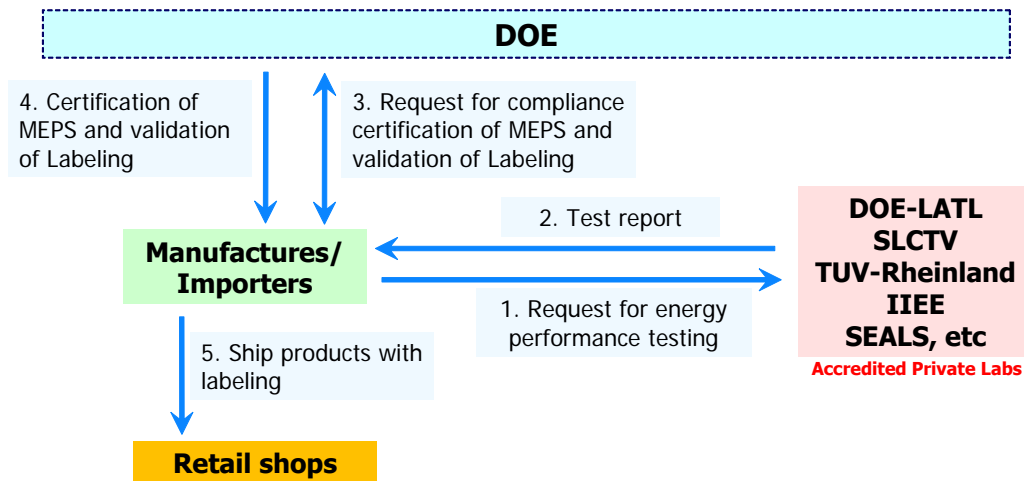 DOE
4. Certification of
MEPS and validation
of Labeling
3. Request for compliance
certification of MEPS and
validation of Labeling
2. Test report
DOE-LATL
SLCTV
TUV-Rheinland
IIEE
SEALS, etc
Accredited Private Labs
Manufactures/
Importers
1. Request for energy
performance testing
5. Ship products with
labeling
Retail shops